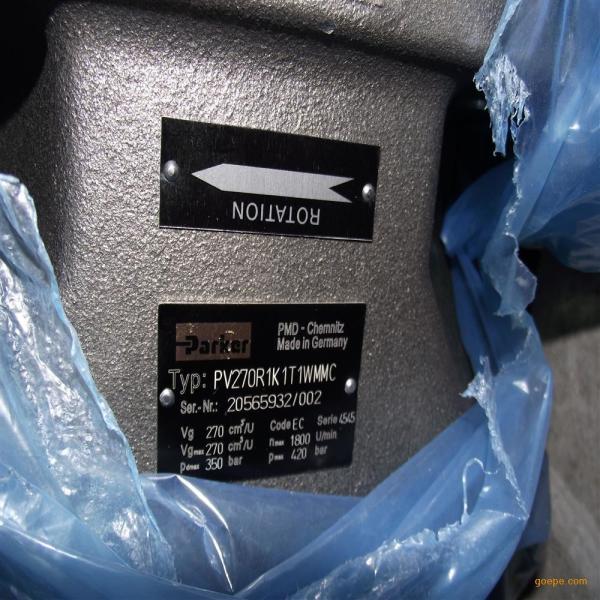 ROTATION
Parker
PMD - Chemnitz
Made in Germany
Typ: PV270R1K1T1WMMC
Ser.-Nr.: 20565932/002
Vg 270 cm³/U Code EC Serie 4545
Vgmax 270 cm³/U nmax 1800 U/min
pdmax 350 bar pmax 420 bar
goepe.com